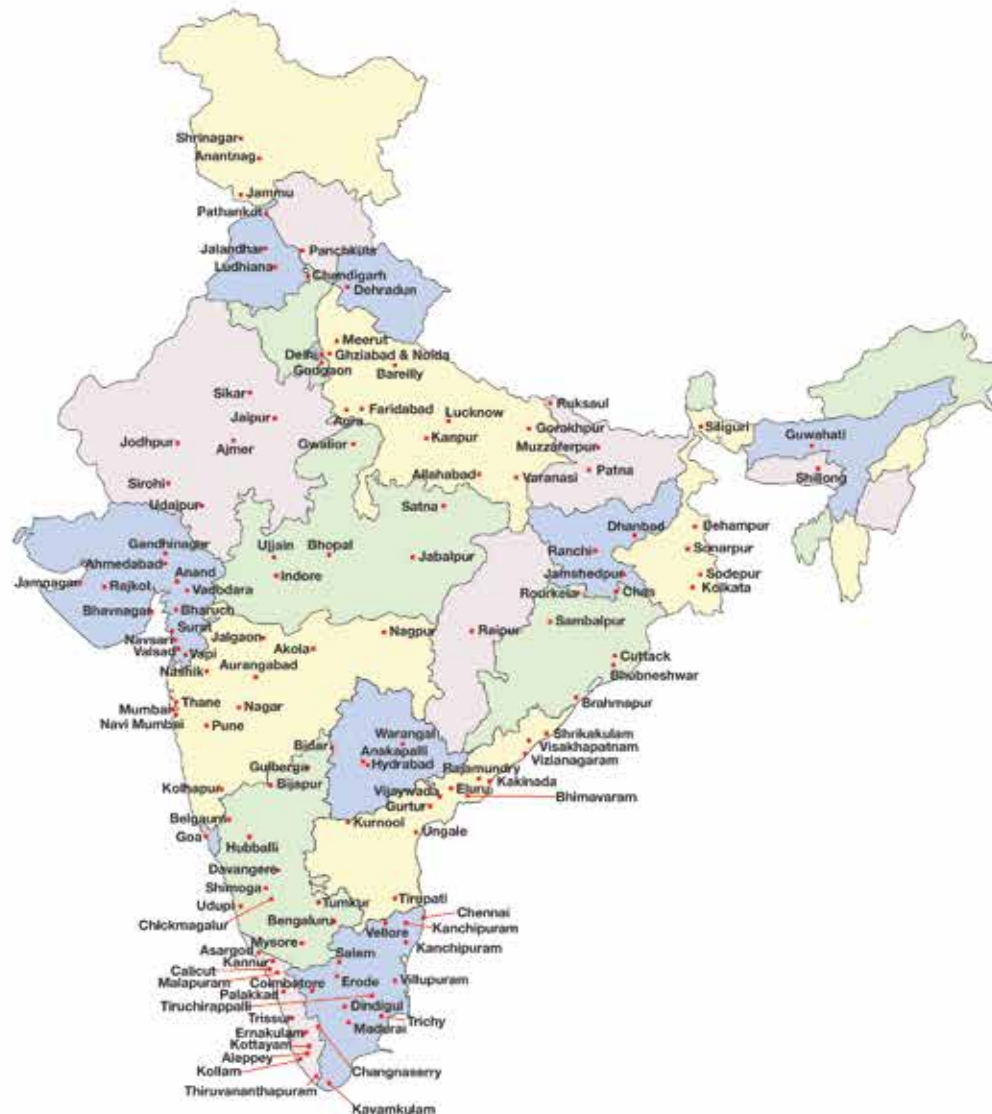 Shrinagar
Anantnag
Jammu
Pathankot
Jalandhar
Panchkula
Ludhiana
Chandigarh
Dehradun
Meerut
Delhi
Ghziabad & Noida
Godgaon
Bareilly
Sikar
Ruksaul
Agra
Faridabad
Lucknow
Jaipur
Siliguri
Gorakhpur
Jodhpur
Ajmer
Gwalior
Kanpur
Muzzaferpur
Guwahati
Patna
Shillong
Sirohi
Allahabad
Varanasi
Udaipur
Satna
Behampur
Dhanbad
Gandhinagar
Ujjain
Bhopal
Jabalpur
Ranchi
Sonarpur
Ahmedabad
Indore
Jamshedpur
Sodepur
Jamnagar
Rajkot
Anand
Vadodara
Rourkela
Chas
Kolkata
Bhavnagar
Bharuch
Surat
Sambalpur
Navsari
Jalgaon
Nagpur
Raipur
Valsad
Vapi
Akola
Cuttack
Nashik
Aurangabad
Bhubneshwar
Mumbai
Thane
Nagar
Brahmapur
Navi Mumbai
Pune
Warangal
Shrikakulam
Bidar
Anakapalli
Visakhapatnam
Gulberga
Hydrabad
Vizianagaram
Rajamundry
Kolhapur
Bijapur
Vijaywada
Eluru
Kakinada
Gurtur
Bhimavaram
Belgaum
Kurnool
Goa
Hubballi
Ungale
Davangere
Shimoga
Udupi
Tumkur
Tirupati
Chickmagalur
Bengaluru
Chennai
Vellore
Kanchipuram
Mysore
Kanchipuram
Asargod
Kannur
Salem
Calicut
Malapuram
Coimbatore
Erode
Villupuram
Palakkad
Tiruchirappalli
Dindigul
Trissur
Trichy
Ernakulam
Madurai
Kottayam
Aleppey
Kollam
Changnaserry
Thiruvananthapuram
Kayamkulam